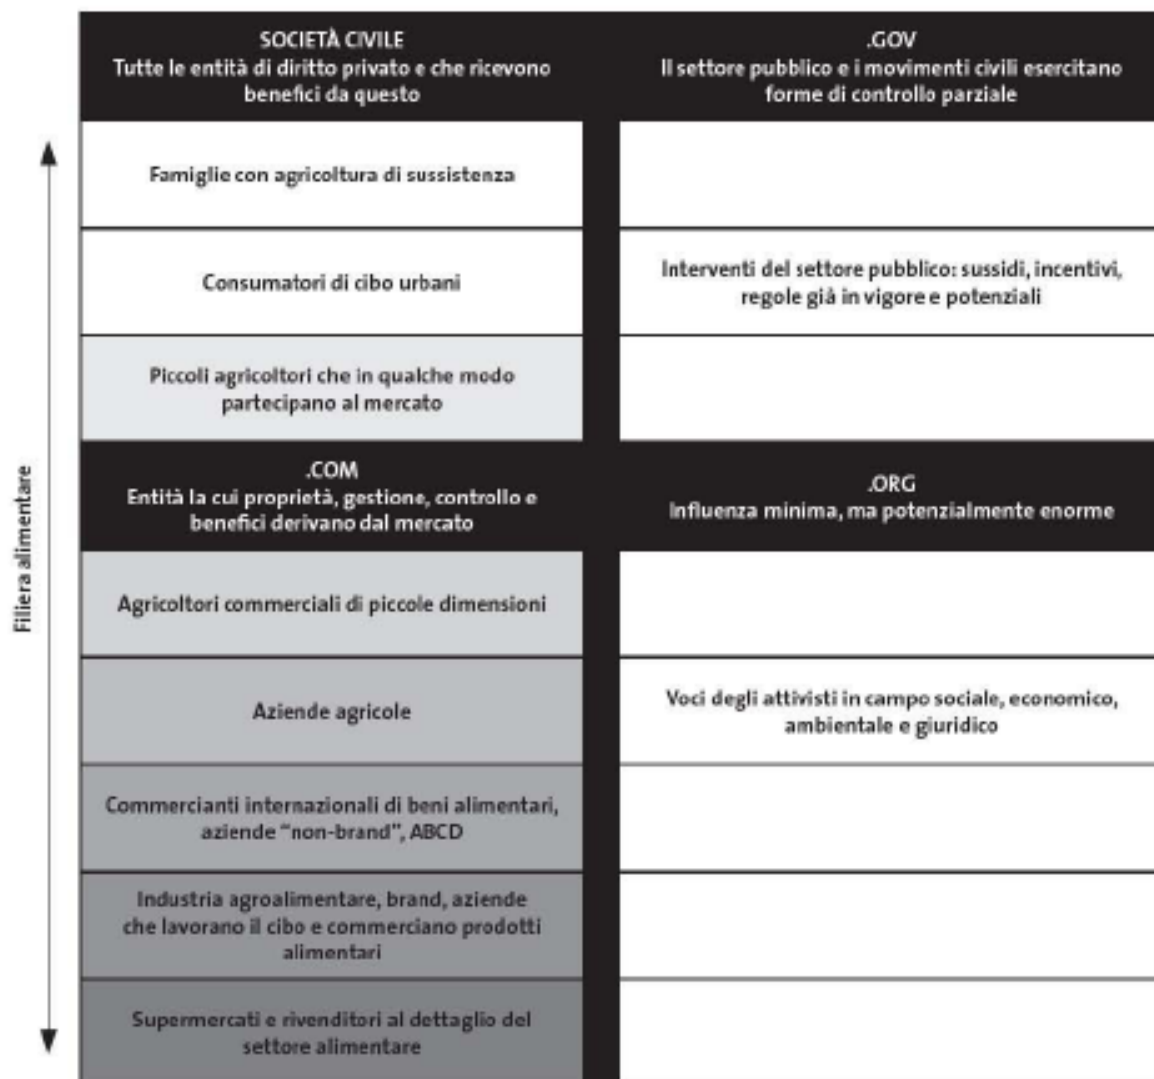 SOCIETÀ CIVILE
Tutte le entità di diritto privato e che ricevono
benefici da questo
.GOV
Il settore pubblico e i movimenti civili esercitano
forme di controllo parziale
Famiglie con agricoltura di sussistenza
Consumatori di cibo urbani
Interventi del settore pubblico: sussidi, incentivi,
regole già in vigore e potenziali
Piccoli agricoltori che in qualche modo
partecipano al mercato
.COM
Entità la cui proprietà, gestione, controllo e
benefici derivano dal mercato
.ORG
Influenza minima, ma potenzialmente enorme
Filiera alimentare
Agricoltori commerciali di piccole dimensioni
Aziende agricole
Voci degli attivisti in campo sociale, economico,
ambientale e giuridico
Commercianti internazionali di beni alimentari,
aziende "non-brand", ABCD
Industria agroalimentare, brand, aziende
che lavorano il cibo e commerciano prodotti
alimentari
Supermercati e rivenditori al dettaglio del
settore alimentare